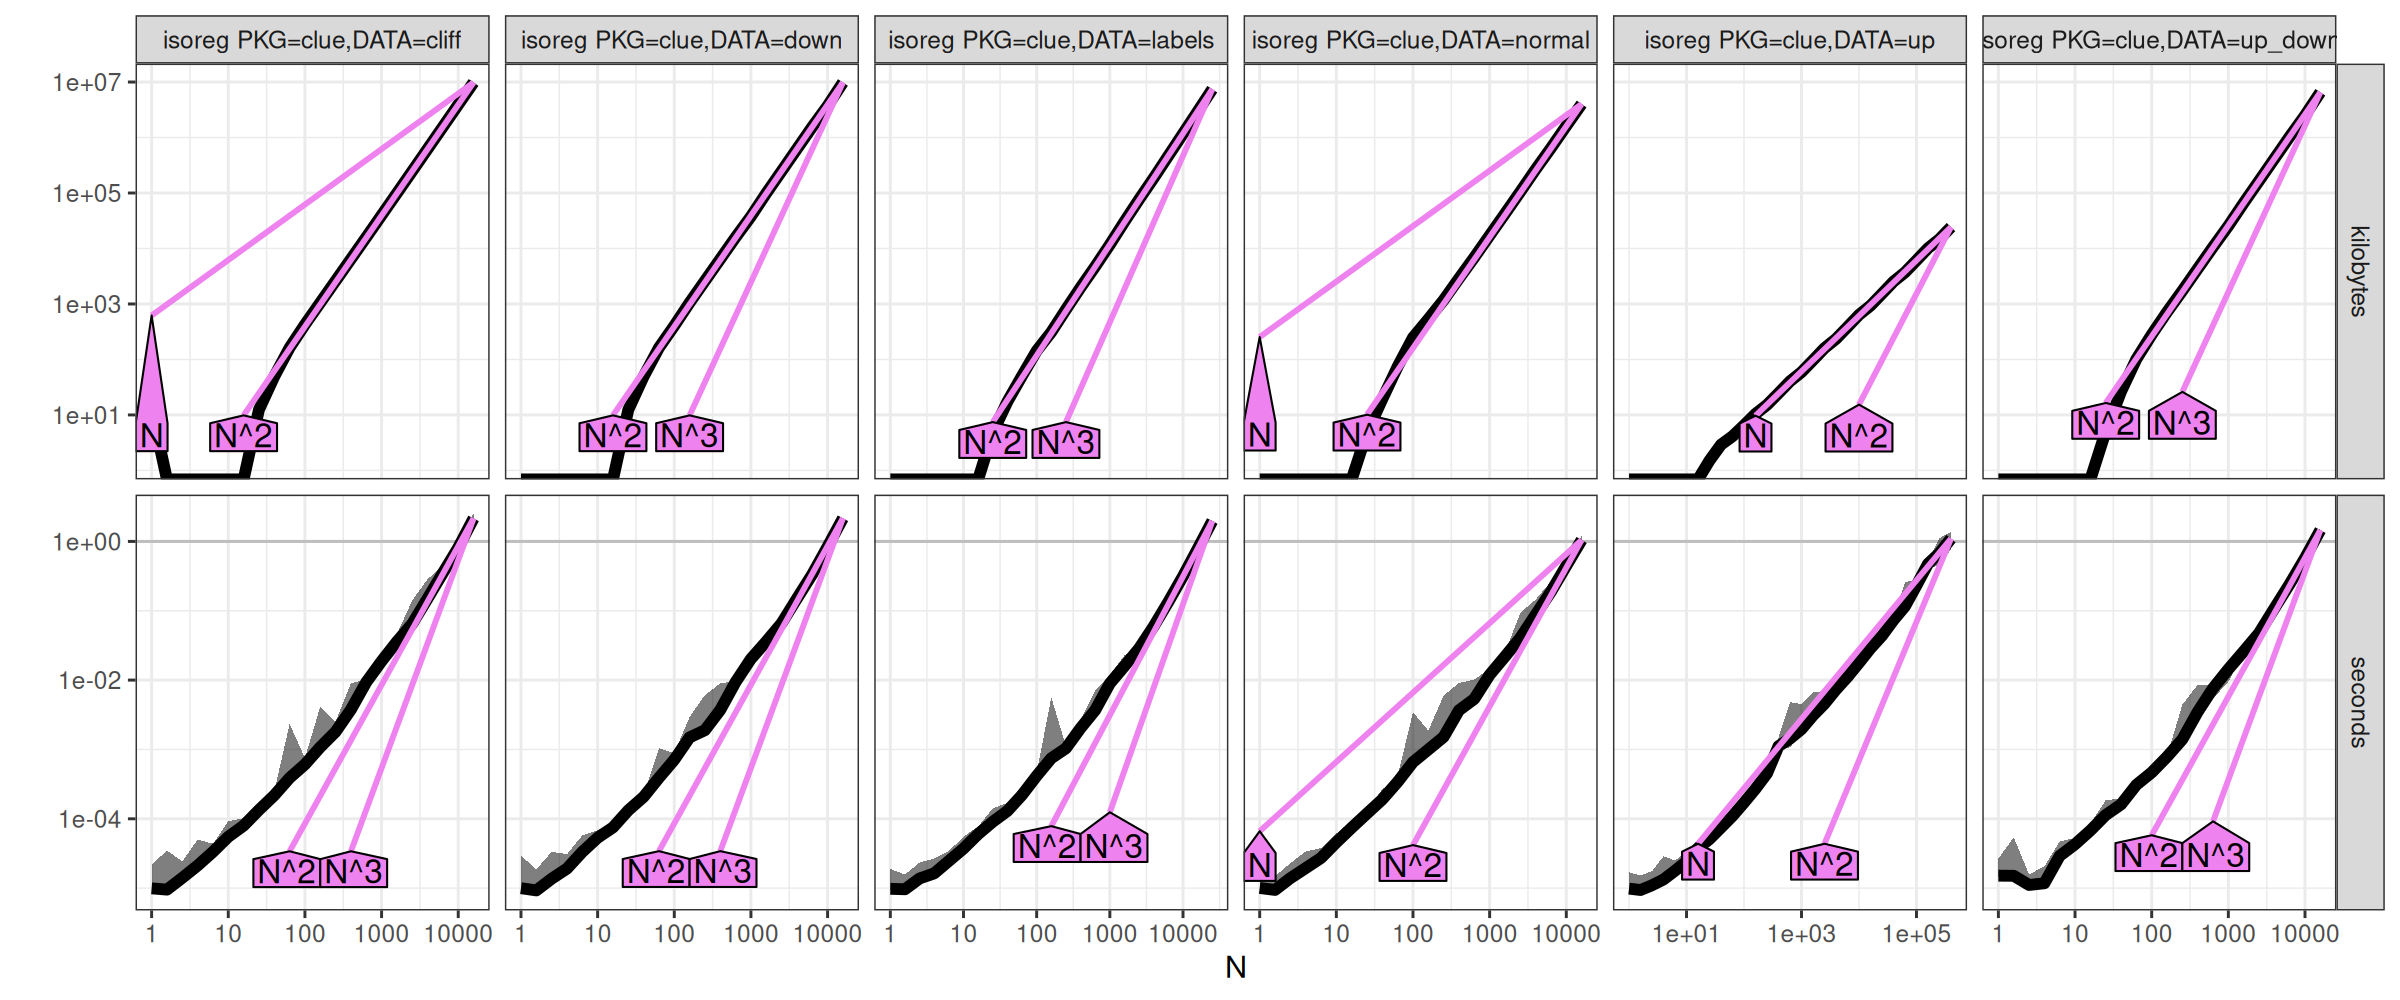 isoreg PKG=clue,DATA=cliff
isoreg PKG=clue,DATA=down
isoreg PKG=clue,DATA=labels
isoreg PKG=clue,DATA=normal
isoreg PKG=clue,DATA=up
soreg PKG=clue,DATA=up_down
1e+07
1e+05
1e+03
1e+01
N
N^2
N^2
N^3
N^2
N^3
N
N^2
N
N^2
N^2
N^3
kilobytes
1e+00
1e-02
1e-04
N^2
N^3
N^2
N^3
N^2
N^3
N
N^2
N
N^2
N^2
N^3
seconds
1 10 100 1000 10000
1 10 100 1000 10000
1 10 100 1000 10000
1 10 100 1000 10000
1e+01 1e+03 1e+05
1 10 100 1000 10000
N